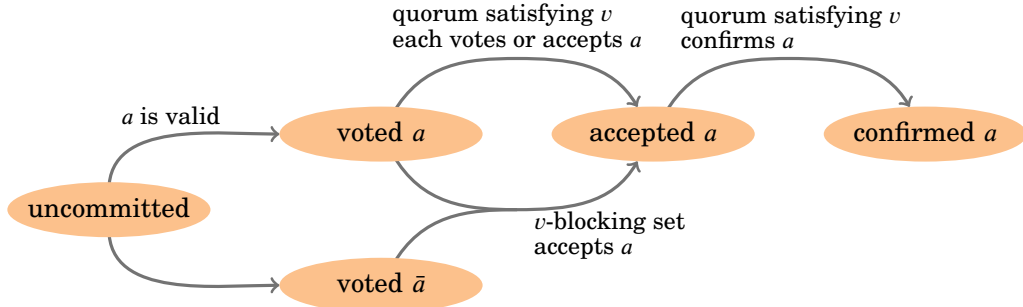 quorum satisfying v
each votes or accepts a
quorum satisfying v
confirms a
a is valid
voted a
accepted a
confirmed a
uncommitted
v-blocking set
accepts a
voted ā